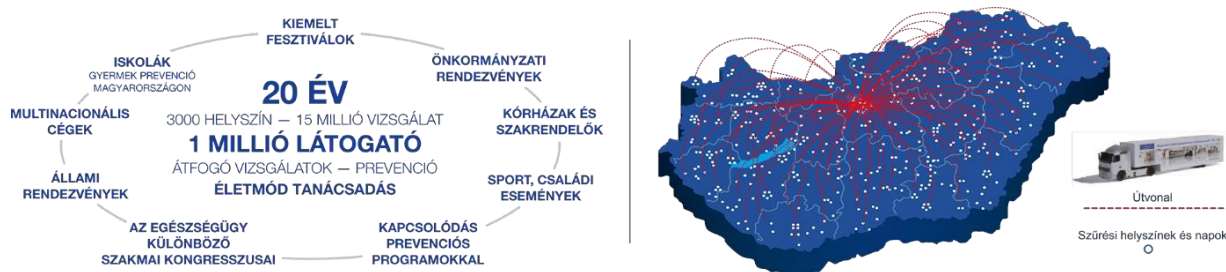 KIEMELT
FESZTIVÁLOK
ÖNKORMÁNYZATI
RENDEZVÉNYEK
KÓRHÁZAK ÉS
SZAKRENDELŐK
SPORT, CSALÁDI
ESEMÉNYEK
KAPCSOLÓDÁS
PREVENCIÓS
PROGRAMOKKAL
AZ EGÉSZSÉGÜGY
KÜLÖNBÖZŐ
SZAKMAI KONGRESSZUSAI
ÁLLAMI
RENDEZVÉNYEK
MULTINACIONÁLIS
CÉGEK
ISKOLÁK
GYERMEK PREVENCIÓ
MAGYARORSZÁGON
20 ÉV
3000 HELYSZÍN — 15 MILLIÓ VIZSGÁLAT
1 MILLIÓ LÁTOGATÓ
ÁTFOGÓ VIZSGÁLATOK — PREVENCIÓ
ÉLETMÓD TANÁCSADÁS
Útvonal
Szűrési helyszínek és napok